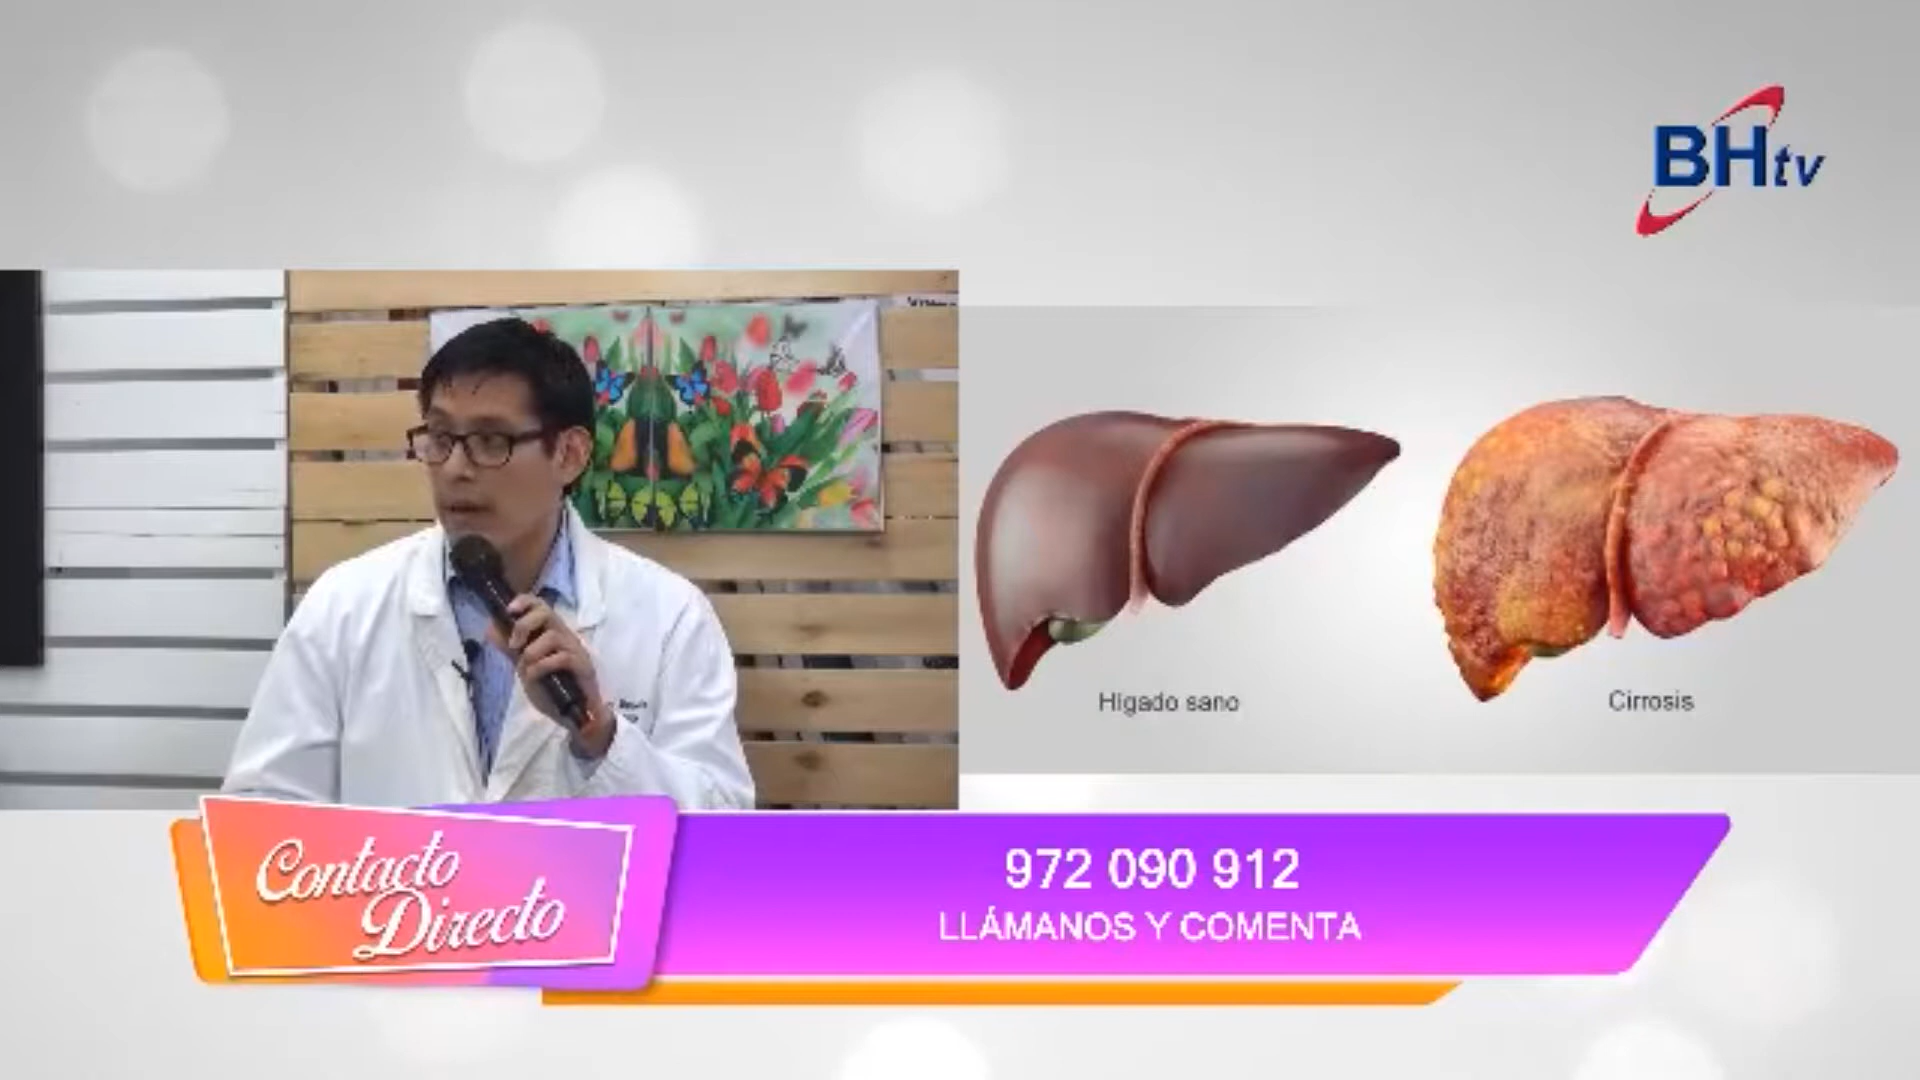 BHtv
Hígado sano
Cirrosis
Contacto
Directo
972 090 912
LLÁMANOS Y COMENTA